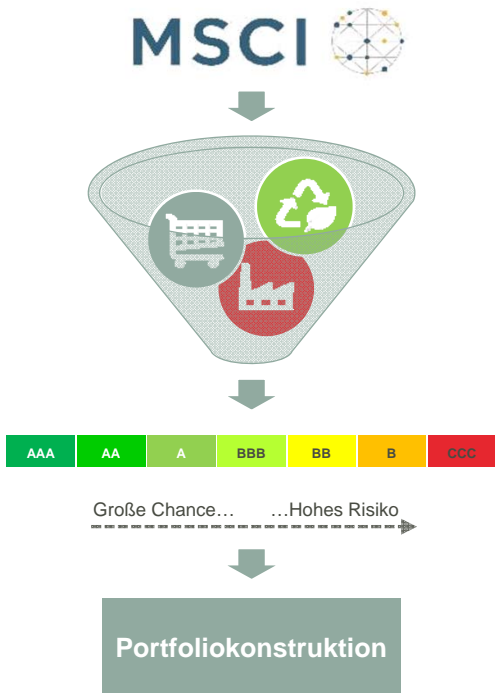 MSCI
AAA AA A BBB BB B CCC
Große Chance… …Hohes Risiko
Portfoliokonstruktion